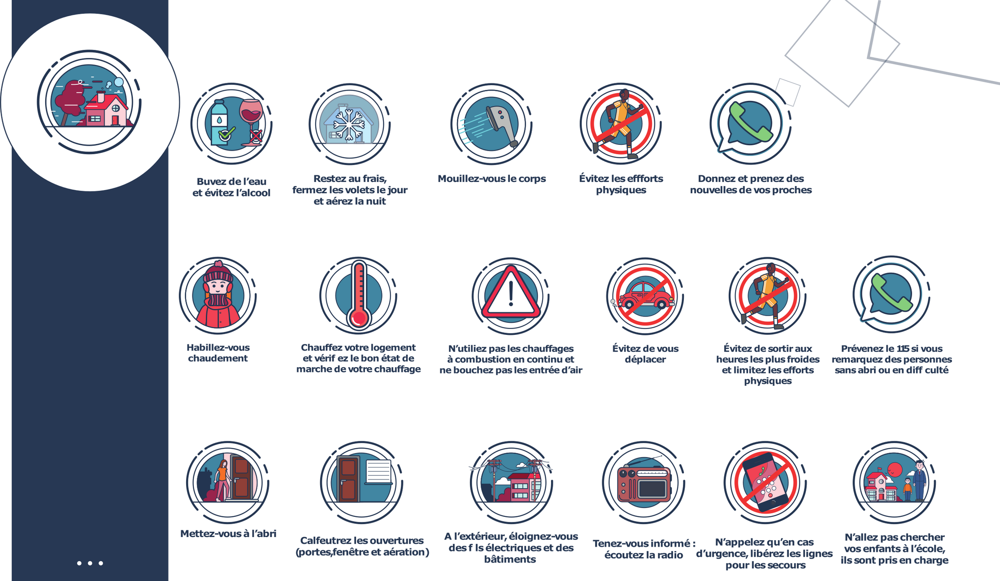 Buvez de l’eau
et évitez l’alcool
Restez au frais,
fermez les volets le jour
et aérez la nuit
Mouillez-vous le corps
Évitez les effforts
physiques
Donnez et prenez des
nouvelles de vos proches
Habillez-vous
chaudement
Chauffez votre logement
et vérif ez le bon état de
marche de votre chauffage
N’utiliez pas les chauffages
à combustion en continu et
ne bouchez pas les entrée d’air
Évitez de vous
déplacer
Évitez de sortir aux
heures les plus froides
et limitez les efforts
physiques
Prévenez le 115 si vous
remarquez des personnes
sans abri ou en diff culté
Mettez-vous à l’abri
Calfeutrez les ouvertures
(portes,fenêtre et aération)
A l’extérieur, éloignez-vous
des f ls électriques et des
bâtiments
Tenez-vous informé :
écoutez la radio
N’appelez qu’en cas
d’urgence, libérez les lignes
pour les secours
N’allez pas chercher
vos enfants à l’école,
ils sont pris en charge